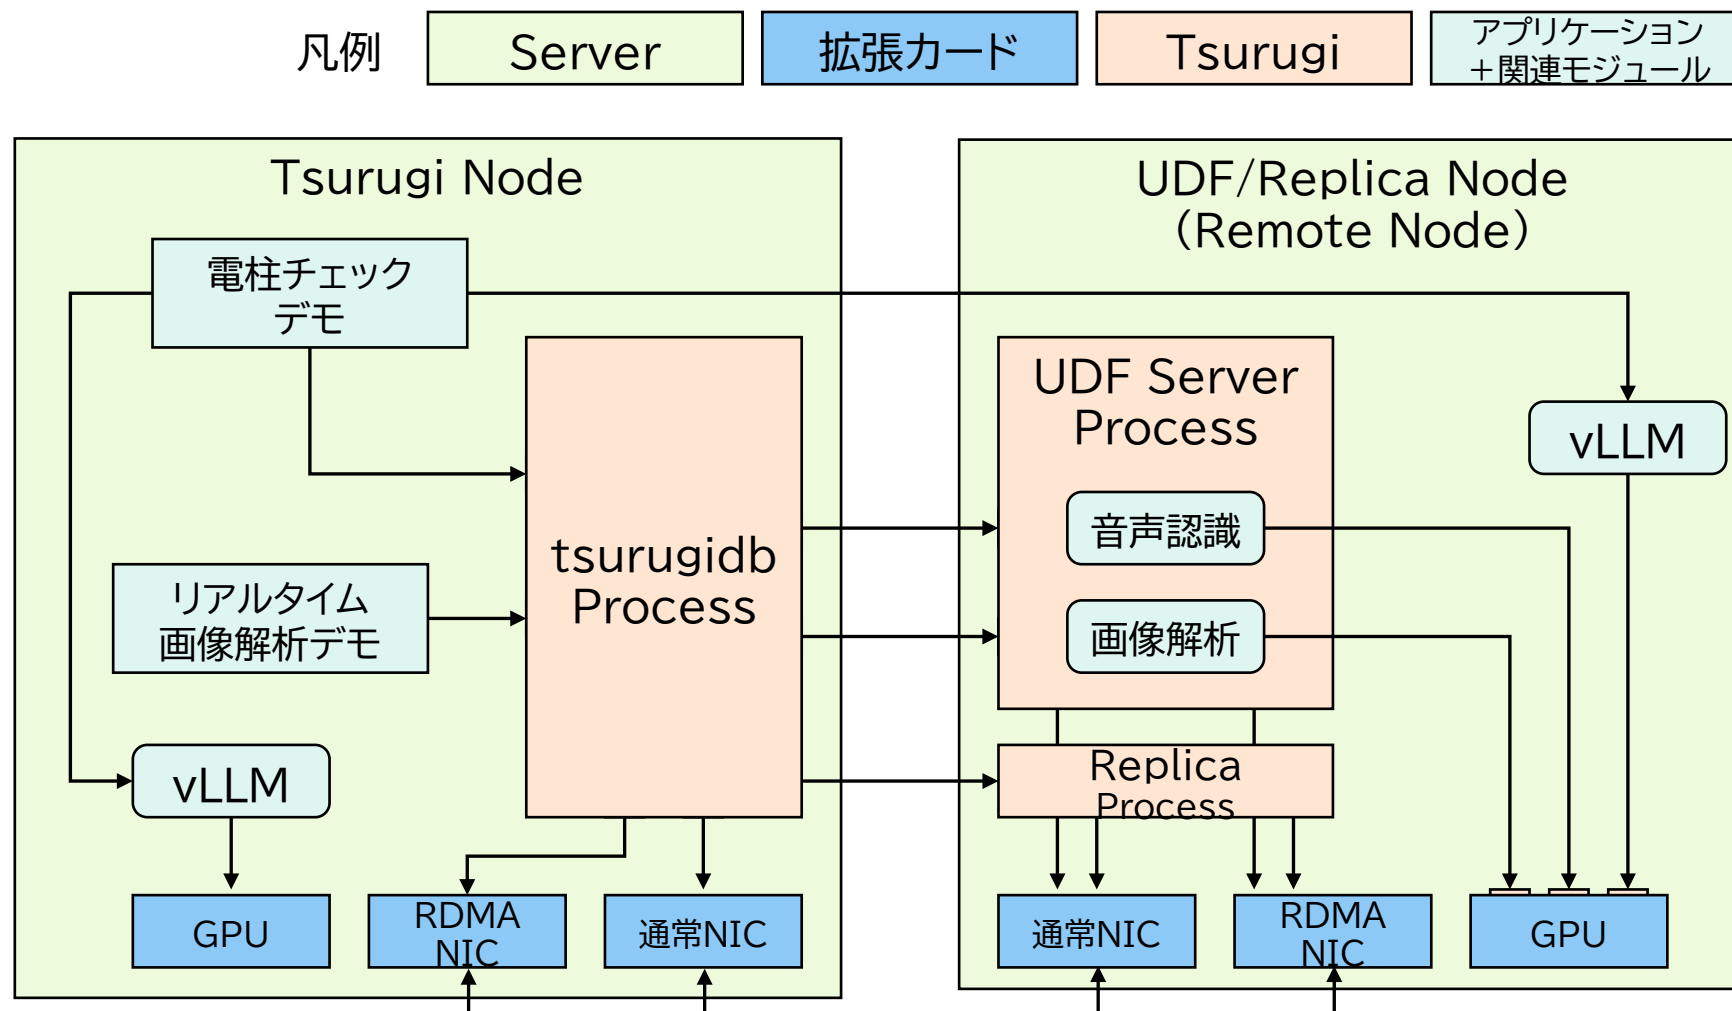 凡例
Server
拡張カード
Tsurugi
アプリケーション
＋関連モジュール
Tsurugi Node
電柱チェック
デモ
tsurugidb
Process
リアルタイム
画像解析デモ
vLLM
GPU
RDMA
NIC
通常NIC
UDF/Replica Node
（Remote Node）
UDF Server
Process
音声認識
画像解析
vLLM
Replica
Process
通常NIC
RDMA
NIC
GPU